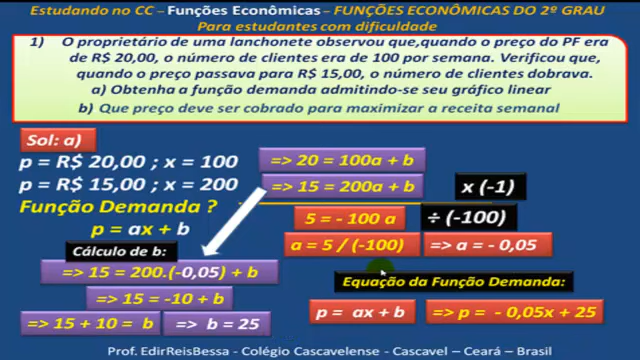 Estudando no CC – Funções Econômicas – FUNÇÕES ECONÔMICAS DO 2º GRAU
Para estudantes com dificuldade
1) O proprietário de uma lanchonete observou que,quando o preço do PF era
de R$ 20,00, o número de clientes era de 100 por semana. Verificou que,
quando o preço passava para R$ 15,00, o número de clientes dobrava.
a) Obtenha a função demanda admitindo-se seu gráfico linear
b) Que preço deve ser cobrado para maximizar a receita semanal
Sol: a)
p = R$ 20,00 ; x = 100
p = R$ 15,00 ; x = 200
Função Demanda ?
p = ax + b
=> 20 = 100a + b
=> 15 = 200a + b
x (-1)
5 = - 100 a
÷ (-100)
a = 5 / (-100)
=> a = - 0,05
Cálculo de b:
=> 15 = 200.(-0,05) + b
=> 15 = -10 + b
=> 15 + 10 = b
=> b = 25
Equação da Função Demanda:
p = ax + b
=> p = - 0,05x + 25
Prof. EdirReisBessa - Colégio Cascavelense - Cascavel – Ceará – Brasil